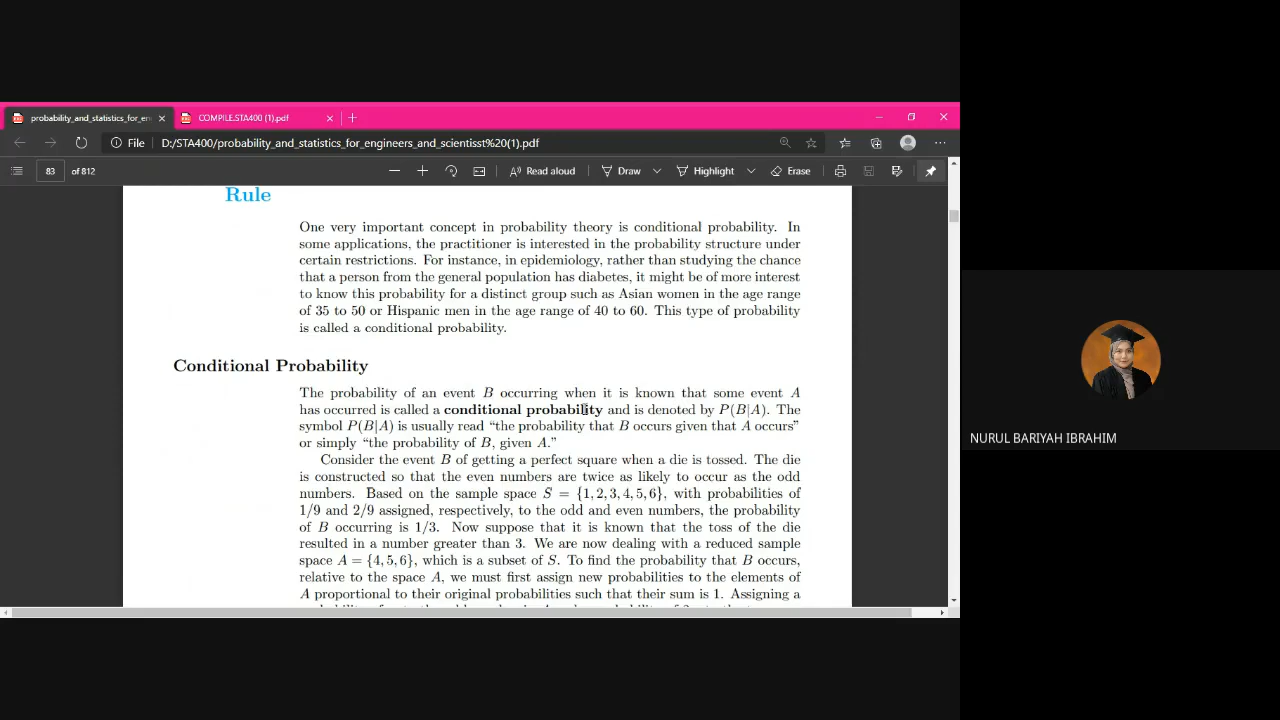 probability_and_statistics_for_en
COMPILE.STA400 (1).pdf
File D:/STA400/probability_and_statistics_for_engineers_and_scientisst%20(1).pdf
83 of 812
Read aloud Draw Highlight Erase
Rule
One very important concept in probability theory is conditional probability. In
some applications, the practitioner is interested in the probability structure under
certain restrictions. For instance, in epidemiology, rather than studying the chance
that a person from the general population has diabetes, it might be of more interest
to know this probability for a distinct group such as Asian women in the age range
of 35 to 50 or Hispanic men in the age range of 40 to 60. This type of probability
is called a conditional probability.
Conditional Probability
The probability of an event B occurring when it is known that some event A
has occurred is called a conditional probability and is denoted by P(B|A). The
symbol P(B|A) is usually read “the probability that B occurs given that A occurs”
or simply “the probability of B, given A.”
Consider the event B of getting a perfect square when a die is tossed. The die
is constructed so that the even numbers are twice as likely to occur as the odd
numbers. Based on the sample space S = {1, 2, 3, 4, 5, 6}, with probabilities of
1/9 and 2/9 assigned, respectively, to the odd and even numbers, the probability
of B occurring is 1/3. Now suppose that it is known that the toss of the die
resulted in a number greater than 3. We are now dealing with a reduced sample
space A = {4, 5, 6}, which is a subset of S. To find the probability that B occurs,
relative to the space A, we must first assign new probabilities to the elements of
A proportional to their original probabilities such that their sum is 1. Assigning a
NURUL BARIYAH IBRAHIM